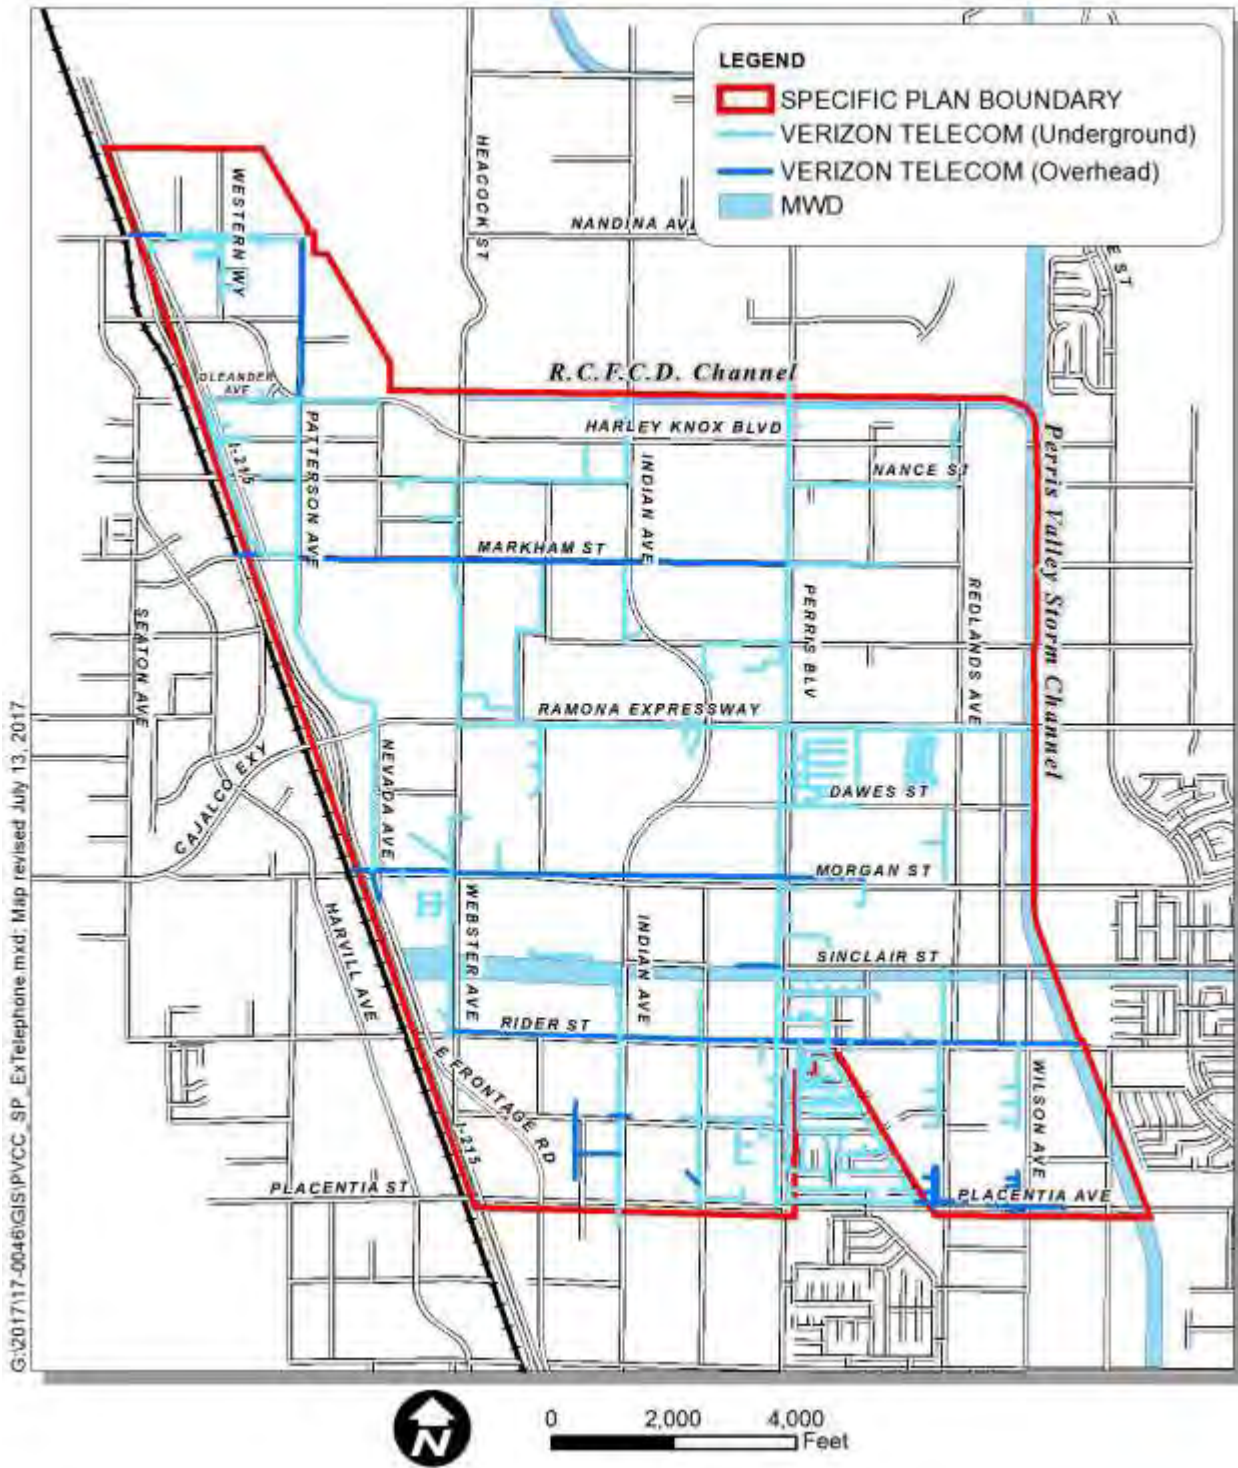 LEGEND
SPECIFIC PLAN BOUNDARY
VERIZON TELECOM (Underground)
VERIZON TELECOM (Overhead)
MWD
HEACOCK ST
WESTERN WY
NANDINA AV
E ST
R.C.F.C.D. Channel
OLEANDER
AVE
HARLEY KNOX BLVD
I-215
PATTERSON AVE
INDIAN AVE
NANCE ST
Perris Valley Storm Channel
MARKHAM ST
SEATON AVE
PERRIS BLV
REDLANDS AVE
RAMONA EXPRESSWAY
CAJALCO EXY
NEVADA AVE
DAWES ST
MORGAN ST
HARVILL AVE
WEBSTER AVE
INDIAN AVE
SINCLAIR ST
RIDER ST
E FRONTAGE RD
WILSON AVE
I-215
PLACENTIA ST
PLACENTIA AVE
G:\2017\17-0046\GIS\PVCC_SP_ExTelephone.mxd; Map revised July 13, 2017
N
0 2,000 4,000
Feet